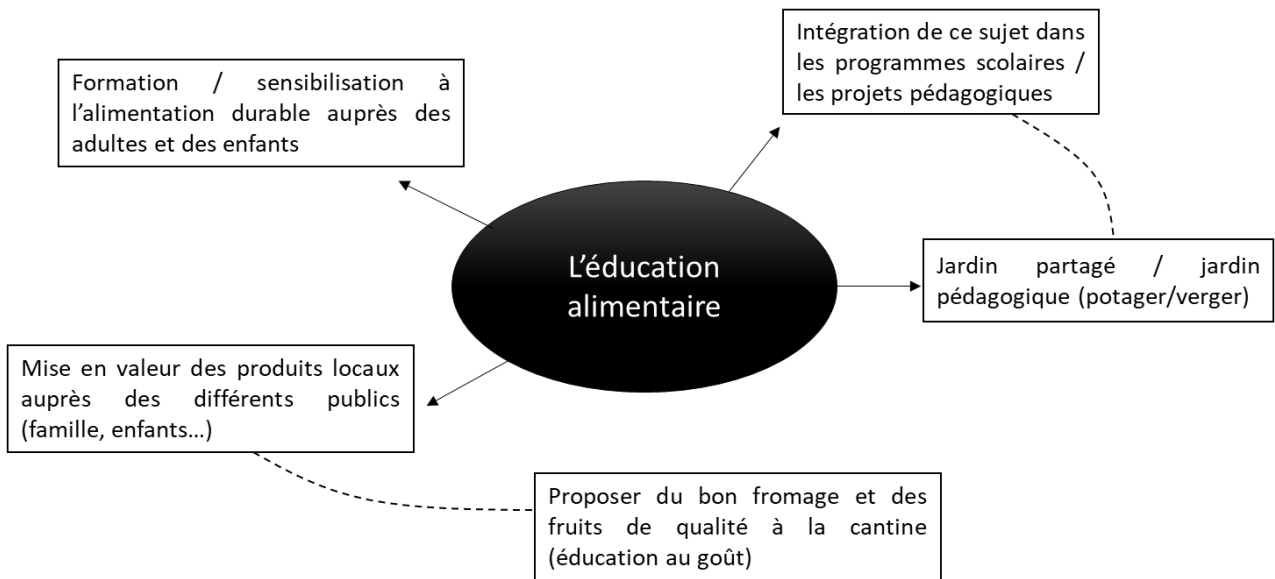 Intégration de ce sujet dans
les programmes scolaires /
les projets pédagogiques
Formation / sensibilisation à
l’alimentation durable auprès des
adultes et des enfants
L’éducation
alimentaire
Jardin partagé / jardin
pédagogique (potager/verger)
Mise en valeur des produits locaux
auprès des différents publics
(famille, enfants…)
Proposer du bon fromage et des
fruits de qualité à la cantine
(éducation au goût)